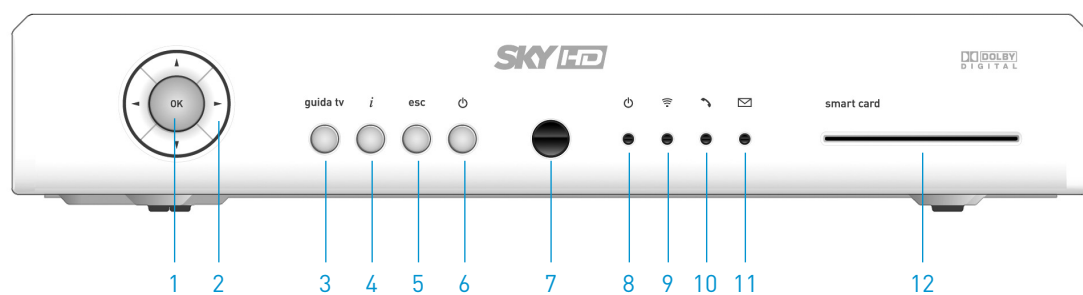 SKY HD
DOLBY
DIGITAL
guida tv i esc
smart card
OK
1 2 3 4 5 6 7 8 9 10 11 12